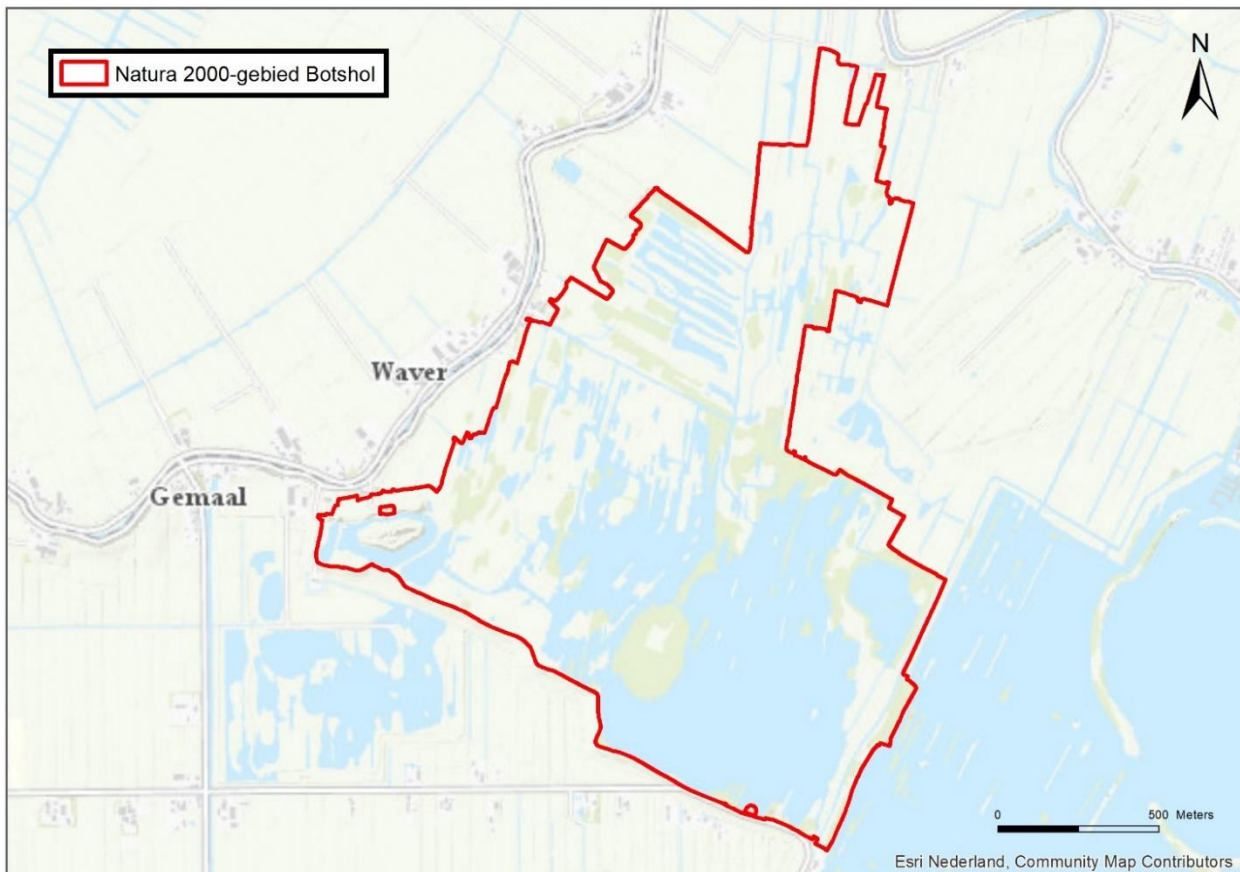 Natura 2000-gebied Botshol
N
Waver
Gemaal
0 500 Meters
Esri Nederland, Community Map Contributors